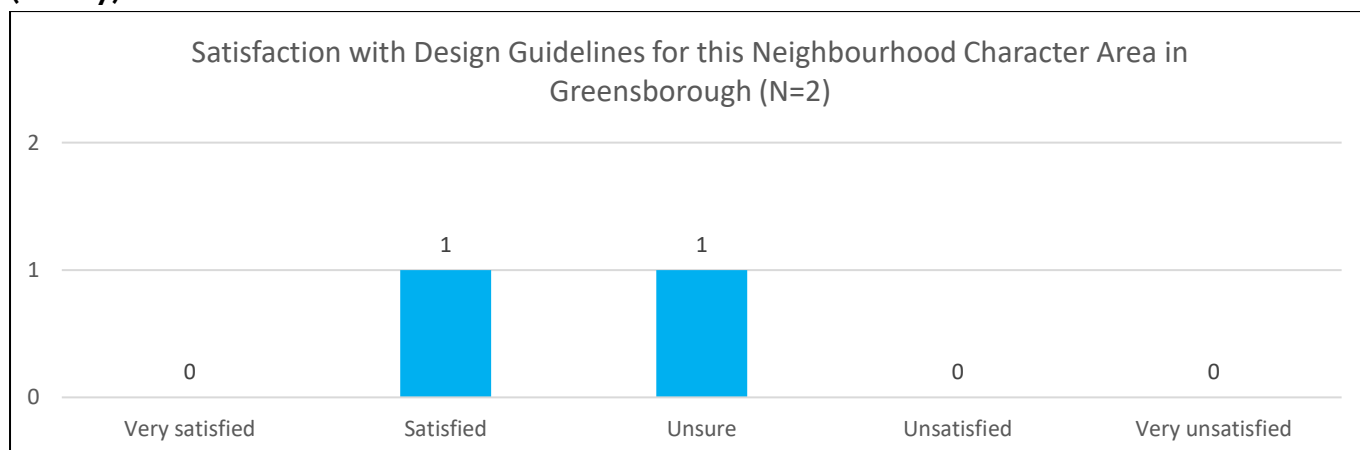 Satisfaction with Design Guidelines for this Neighbourhood Character Area in
Greensborough (N=2)
2
1
0
0
1
1
0
0
Very satisfied
Satisfied
Unsure
Unsatisfied
Very unsatisfied